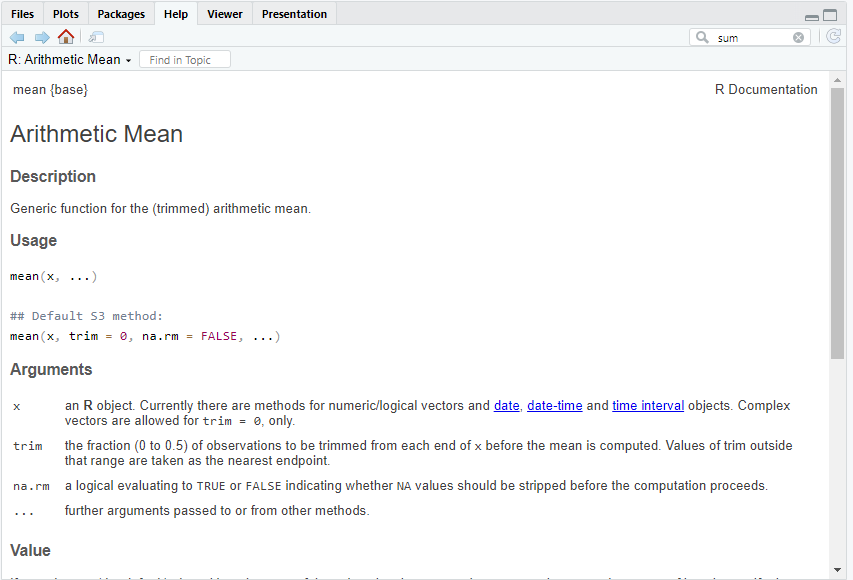 Files Plots Packages Help Viewer Presentation
sum
R: Arithmetic Mean Find in Topic
mean {base} R Documentation
Arithmetic Mean
Description
Generic function for the (trimmed) arithmetic mean.
Usage
mean(x, ...)
## Default S3 method:
mean(x, trim = 0, na.rm = FALSE, ...)
Arguments
x an R object. Currently there are methods for numeric/logical vectors and date, date-time and time interval objects. Complex
vectors are allowed for trim = 0, only.
trim the fraction (0 to 0.5) of observations to be trimmed from each end of x before the mean is computed. Values of trim outside
that range are taken as the nearest endpoint.
na.rm a logical evaluating to TRUE or FALSE indicating whether NA values should be stripped before the computation proceeds.
... further arguments passed to or from other methods.
Value